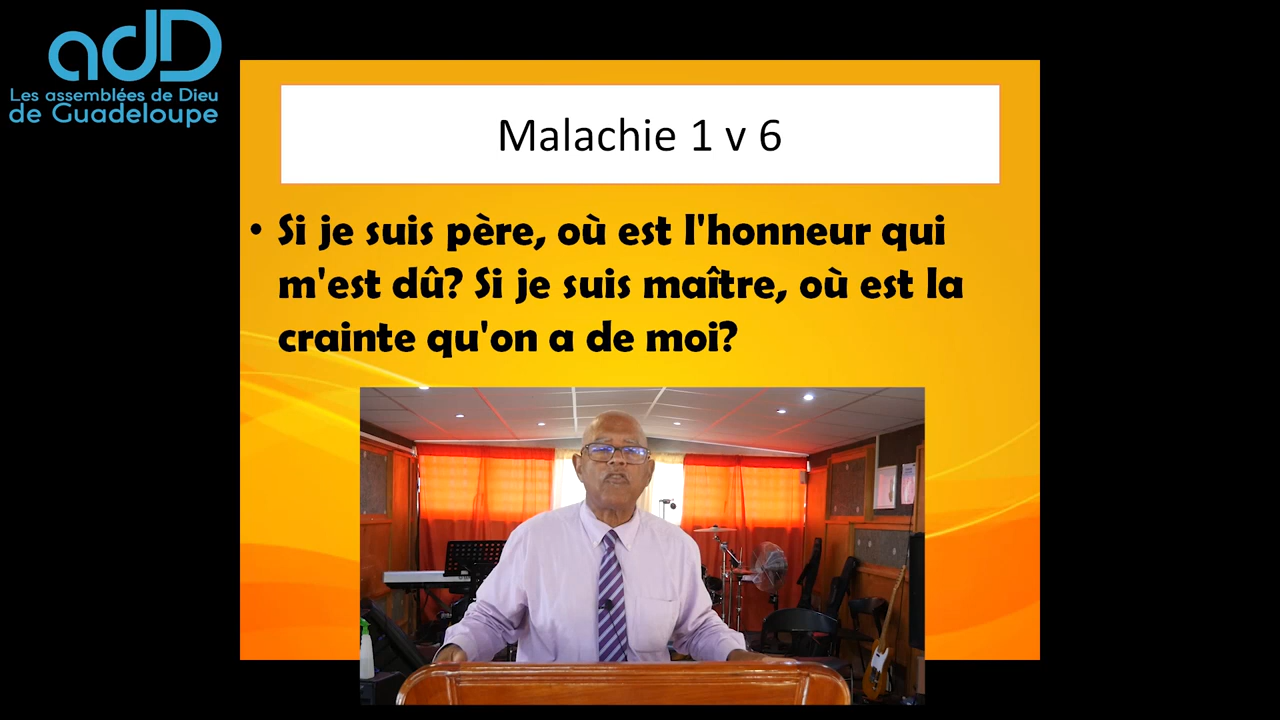 adD
Les assemblées de Dieu
de Guadeloupe
Malachie 1 v 6
• Si je suis père, où est l'honneur qui
m'est dû? Si je suis maître, où est la
crainte qu'on a de moi?